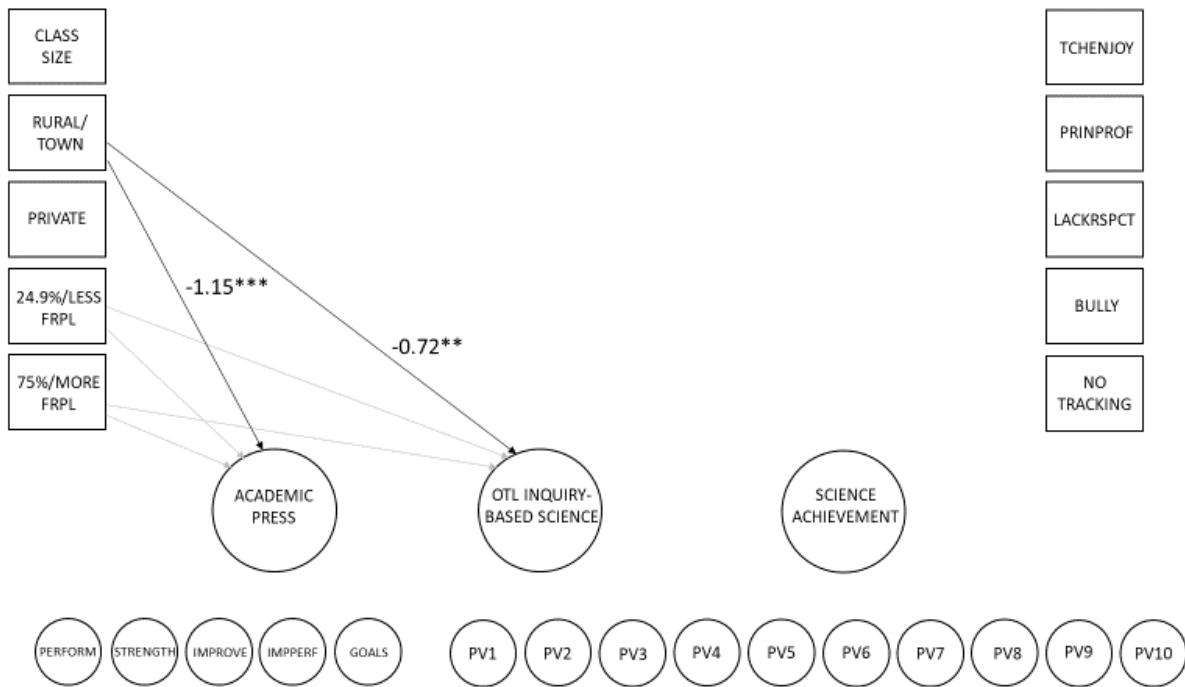 CLASS
SIZE
RURAL/
TOWN
PRIVATE
24.9%/LESS
FRPL
75%/MORE
FRPL
-1.15***
-0.72**
TCHENJOY
PRINPROF
LACKRSPCT
BULLY
NO
TRACKING
ACADEMIC
PRESS
OTL INQUIRY-
BASED SCIENCE
SCIENCE
ACHIEVEMENT
PERFORM
STRENGTH
IMPROVE
IMPPERF
GOALS
PV1
PV2
PV3
PV4
PV5
PV6
PV7
PV8
PV9
PV10